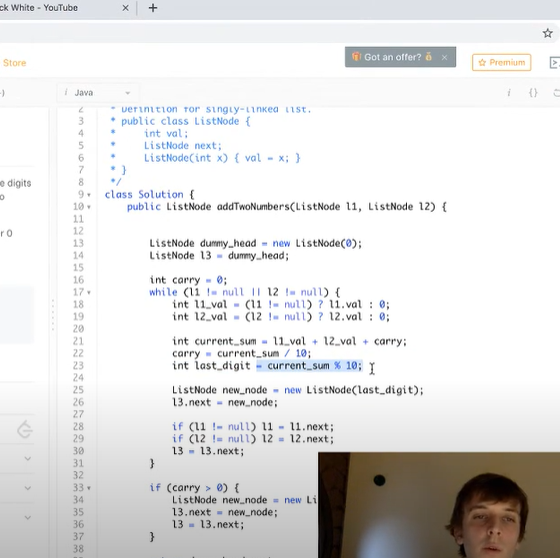 ck White - YouTube × +
Store
Got an offer? ×
Premium
i Java
i {}
2 * Definition for singly-linked list.
3 * public class ListNode {
4 * int val;
5 * ListNode next;
6 * ListNode(int x) { val = x; }
7 * }
8 */
9 class Solution {
10 public ListNode addTwoNumbers(ListNode l1, ListNode l2) {
11
12
13 ListNode dummy_head = new ListNode(0);
14 ListNode l3 = dummy_head;
15
16 int carry = 0;
17 while (l1 != null || l2 != null) {
18 int l1_val = (l1 != null) ? l1.val : 0;
19 int l2_val = (l2 != null) ? l2.val : 0;
20
21 int current_sum = l1_val + l2_val + carry;
22 carry = current_sum / 10;
23 int last_digit = current_sum % 10;
24
25 ListNode new_node = new ListNode(last_digit);
26 l3.next = new_node;
27
28 if (l1 != null) l1 = l1.next;
29 if (l2 != null) l2 = l2.next;
30 l3 = l3.next;
31 }
32
33 if (carry > 0) {
34 ListNode new_node = new Li
35 l3.next = new_node;
36 l3 = l3.next;
37 }
38
e digits
o
r 0